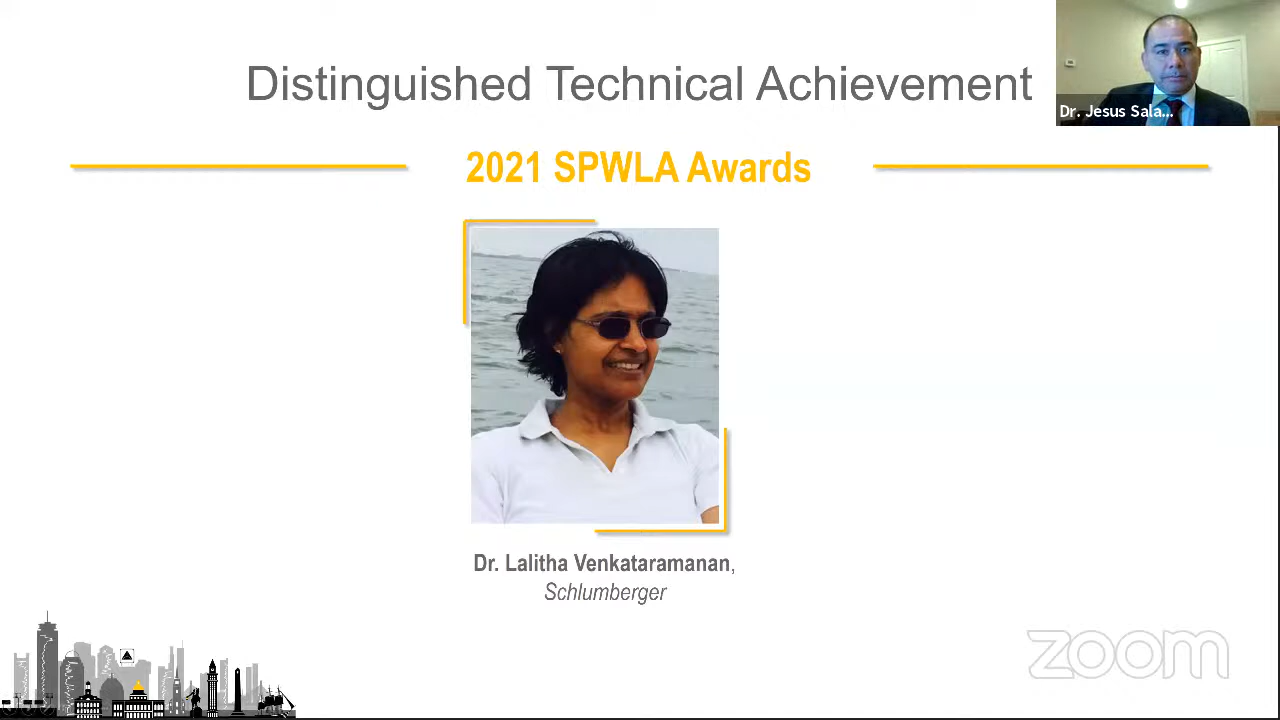 Distinguished Technical Achievement
Dr. Jesus Sala...
2021 SPWLA Awards
Dr. Lalitha Venkataramanan,
Schlumberger
zoom